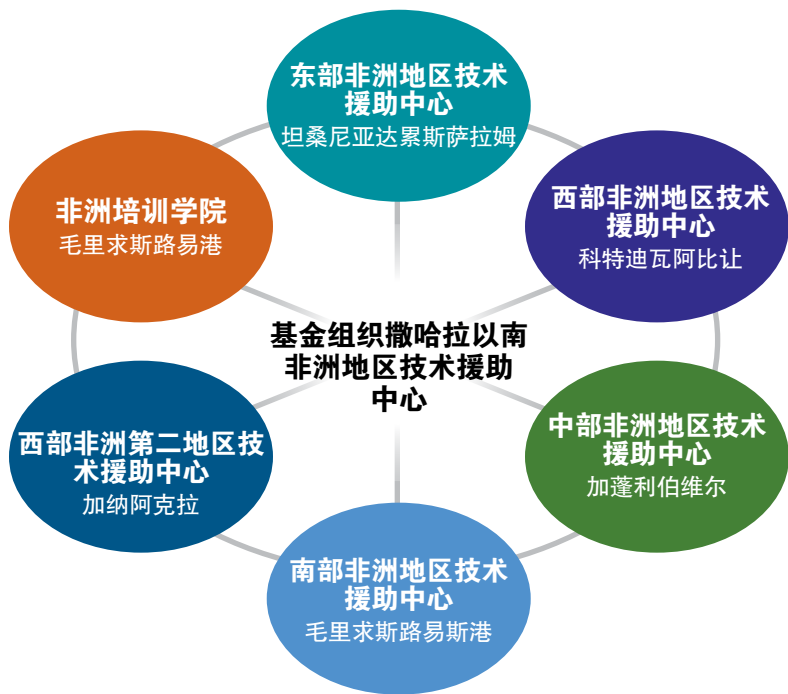 东部非洲地区技术
援助中心
坦桑尼亚达累斯萨拉姆
西部非洲地区技术
援助中心
科特迪瓦阿比让
非洲培训学院
毛里求斯路易港
基金组织撒哈拉以南
非洲地区技术援助
中心
中部非洲地区技术
援助中心
加蓬利伯维尔
西部非洲第二地区技
术援助中心
加纳阿克拉
南部非洲地区技术
援助中心
毛里求斯路易斯港